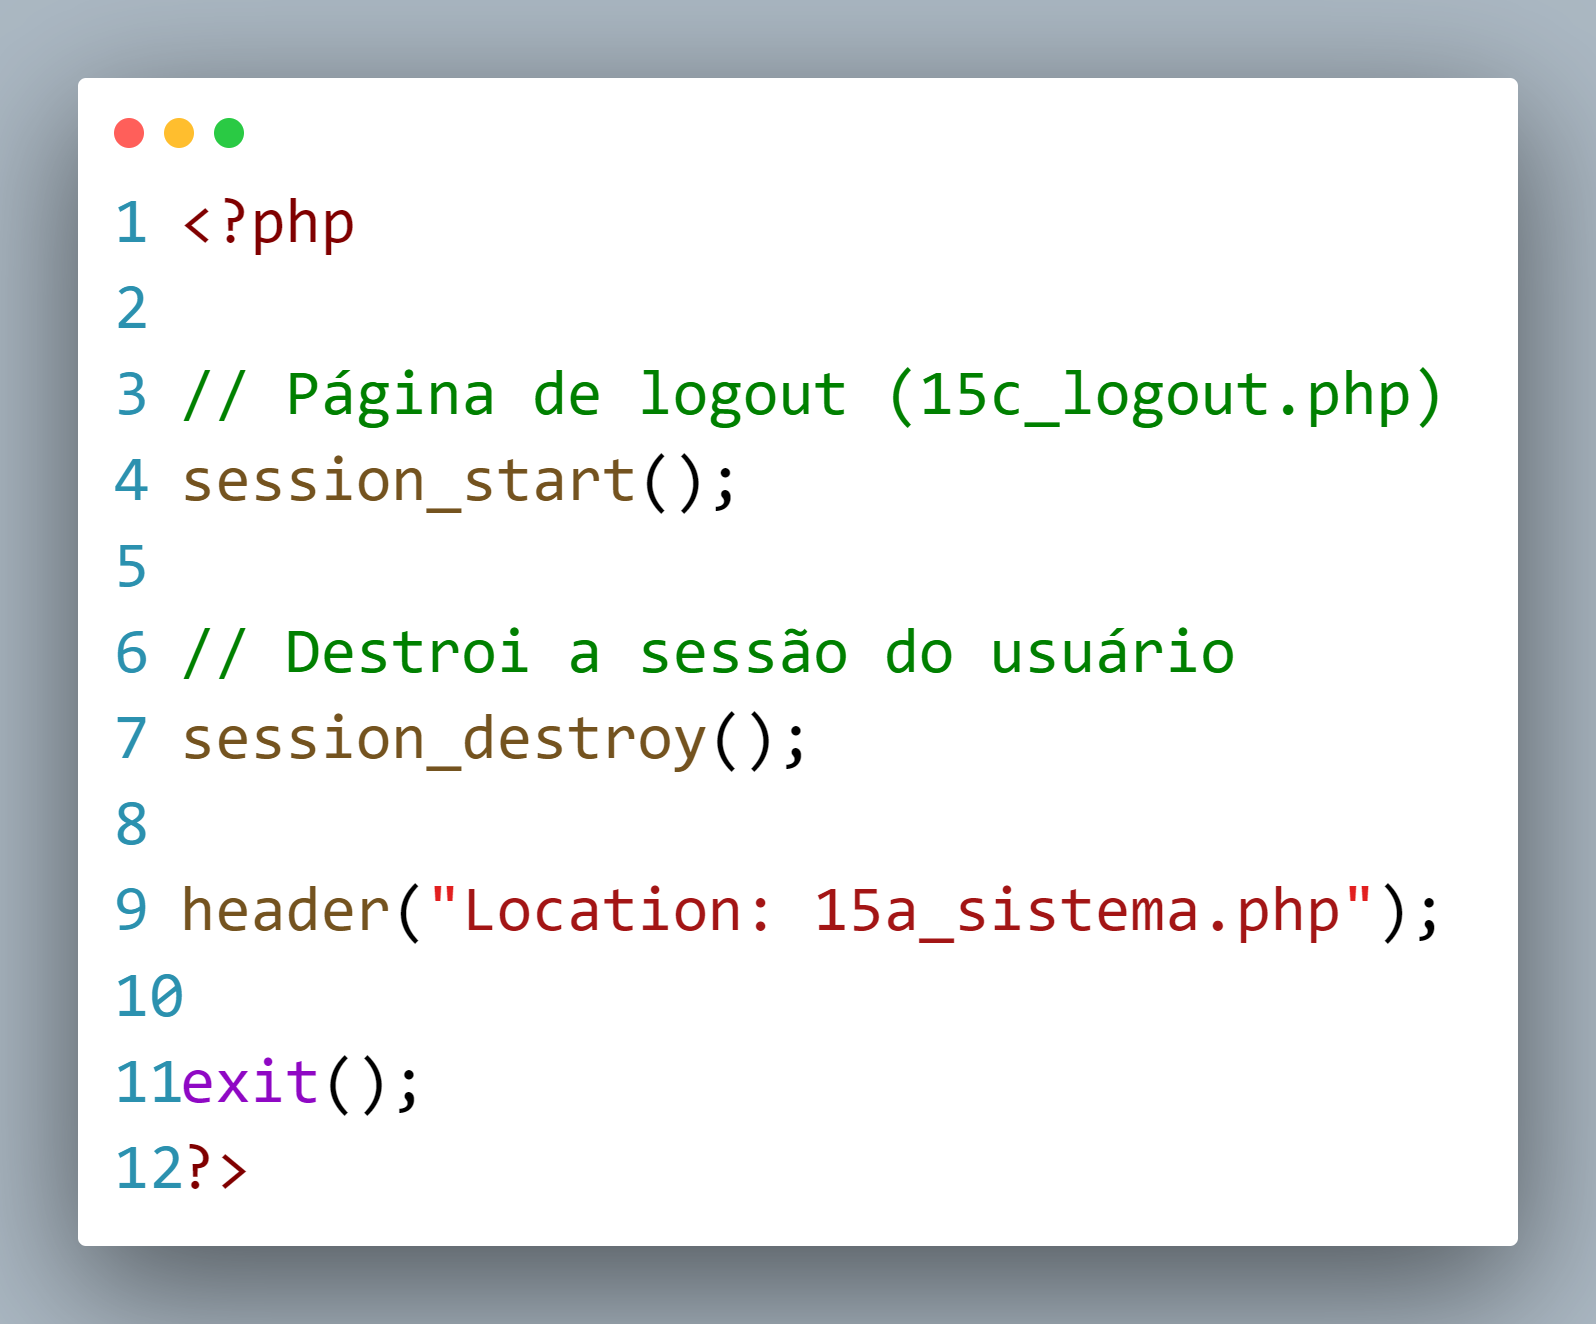 1 <?php
2
3 // Página de logout (15c_logout.php)
4 session_start();
5
6 // Destroi a sessão do usuário
7 session_destroy();
8
9 header("Location: 15a_sistema.php");
10
11exit();
12?>